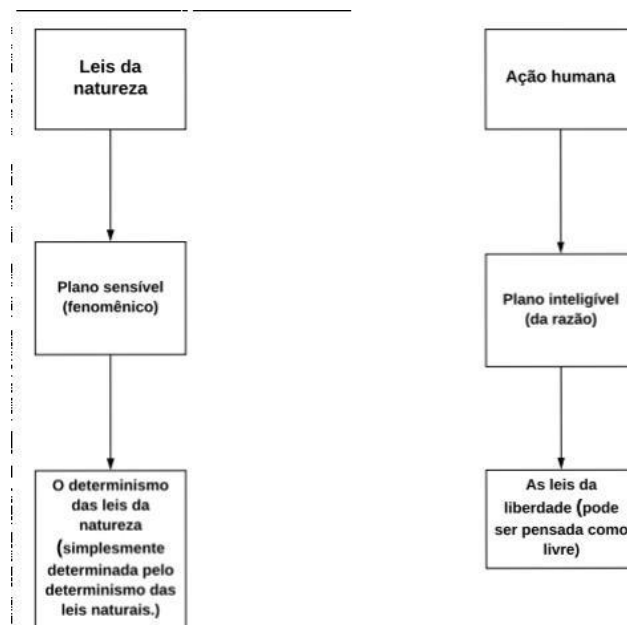 Leis da
natureza
Ação humana
Plano sensível
(fenomênico)
Plano inteligível
(da razão)
O determinismo
das leis da
natureza
(simplesmente
determinada pelo
determinismo das
leis naturais.)
As leis da
liberdade (pode
ser pensada como
livre)